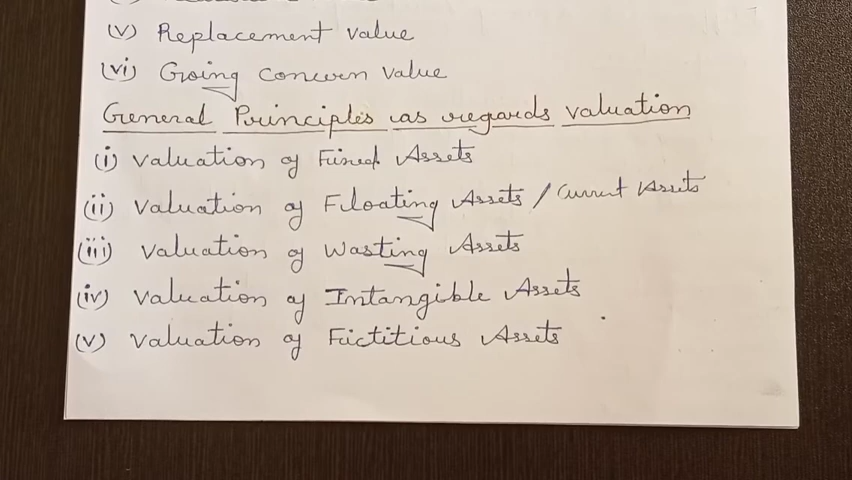 (v) Replacement value
(vi) Going concern value
General Principles as regards valuation
(i) Valuation of Fixed Assets
(ii) Valuation of Floating Assets / Current Assets
(iii) Valuation of Wasting Assets
(iv) Valuation of Intangible Assets
(v) Valuation of Fictitious Assets